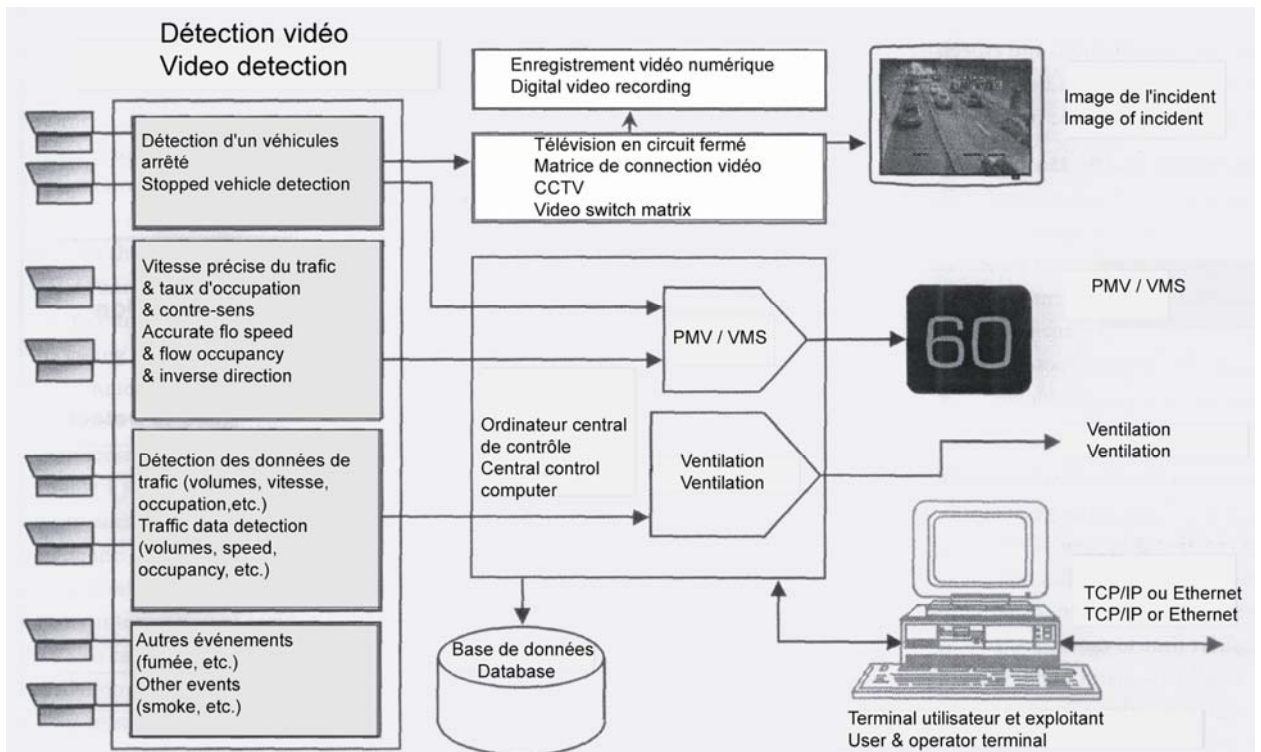 Détection vidéo
Video detection
Enregistrement vidéo numérique
Digital video recording
Image de l'incident
Image of incident
Détection d'un véhicules
arrêté
Stopped vehicle detection
Télévision en circuit fermé
Matrice de connection vidéo
CCTV
Video switch matrix
Vitesse précise du trafic
& taux d'occupation
& contre-sens
Accurate flo speed
& flow occupancy
& inverse direction
PMV / VMS
60
PMV / VMS
Ordinateur central
de contrôle
Central control
computer
Ventilation
Ventilation
Ventilation
Ventilation
Détection des données de
trafic (volumes, vitesse,
occupation,etc.)
Traffic data detection
(volumes, speed,
occupancy, etc.)
TCP/IP ou Ethernet
TCP/IP or Ethernet
Autres événements
(fumée, etc.)
Other events
(smoke, etc.)
Base de données
Database
Terminal utilisateur et exploitant
User & operator terminal